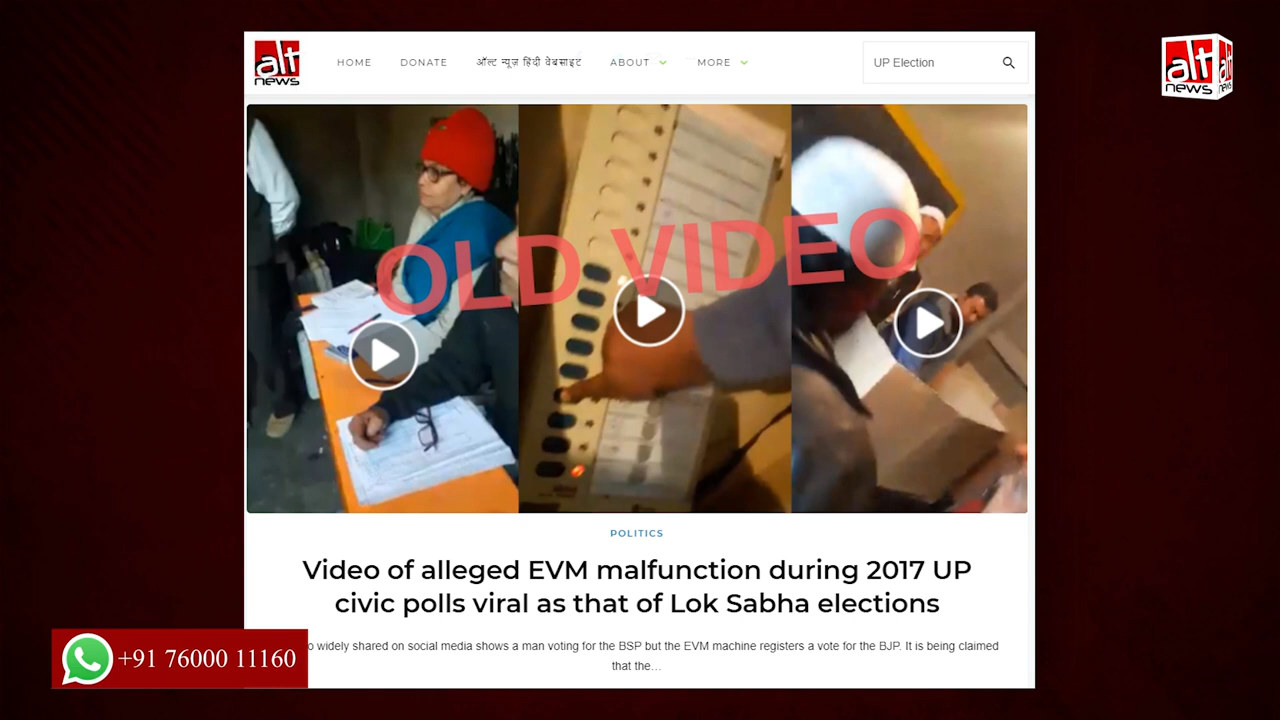 alt
news
HOME
DONATE
ऑल्ट न्यूज़ हिंदी वेबसाइट
ABOUT
MORE
UP Election
alt
news
alt
news
OLD VIDEO
POLITICS
Video of alleged EVM malfunction during 2017 UP
civic polls viral as that of Lok Sabha elections
widely shared on social media shows a man voting for the BSP but the EVM machine registers a vote for the BJP. It is being claimed
that the...
+91 76000 11160